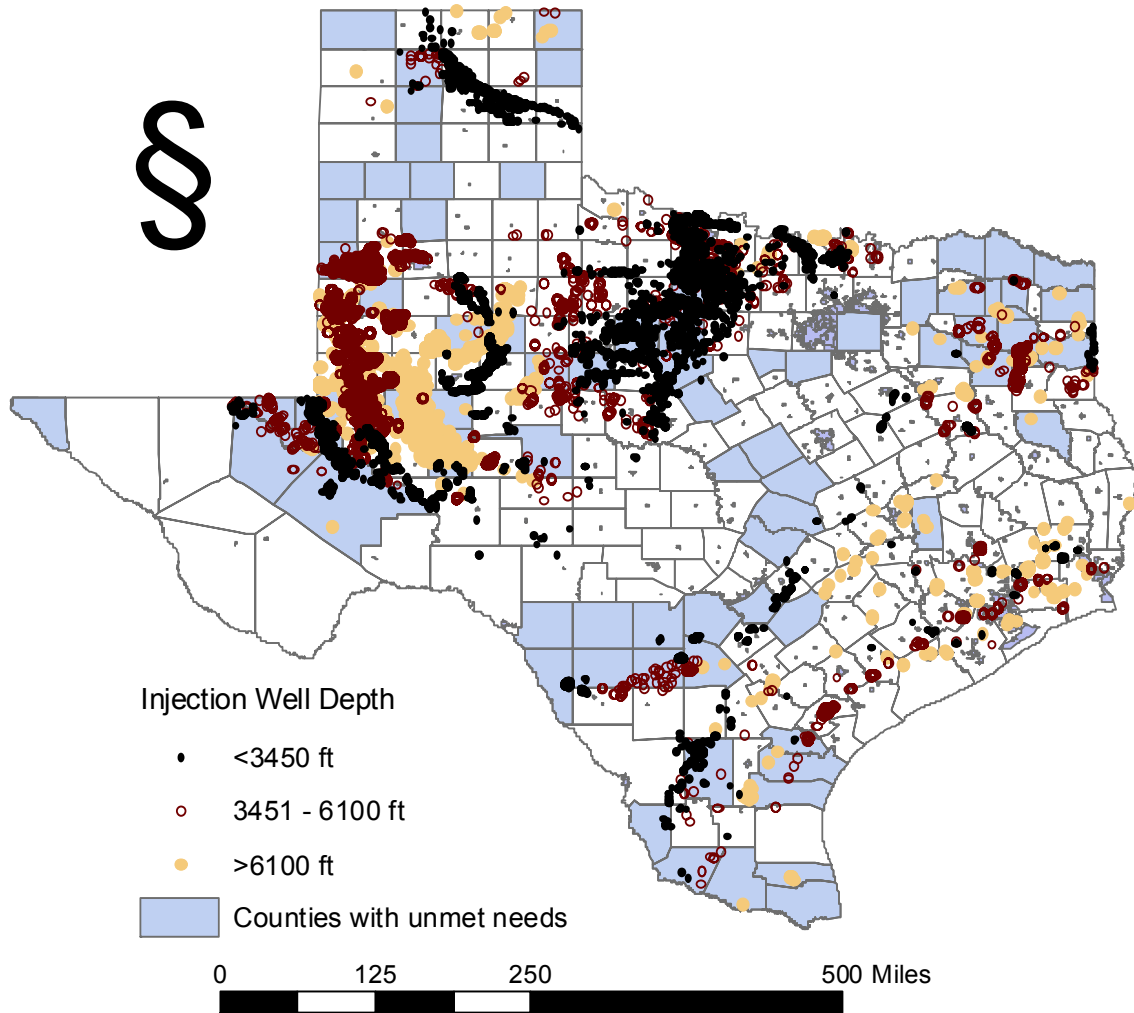 §
Injection Well Depth
<3450 ft
3451 - 6100 ft
>6100 ft
Counties with unmet needs
0 125 250 500 Miles